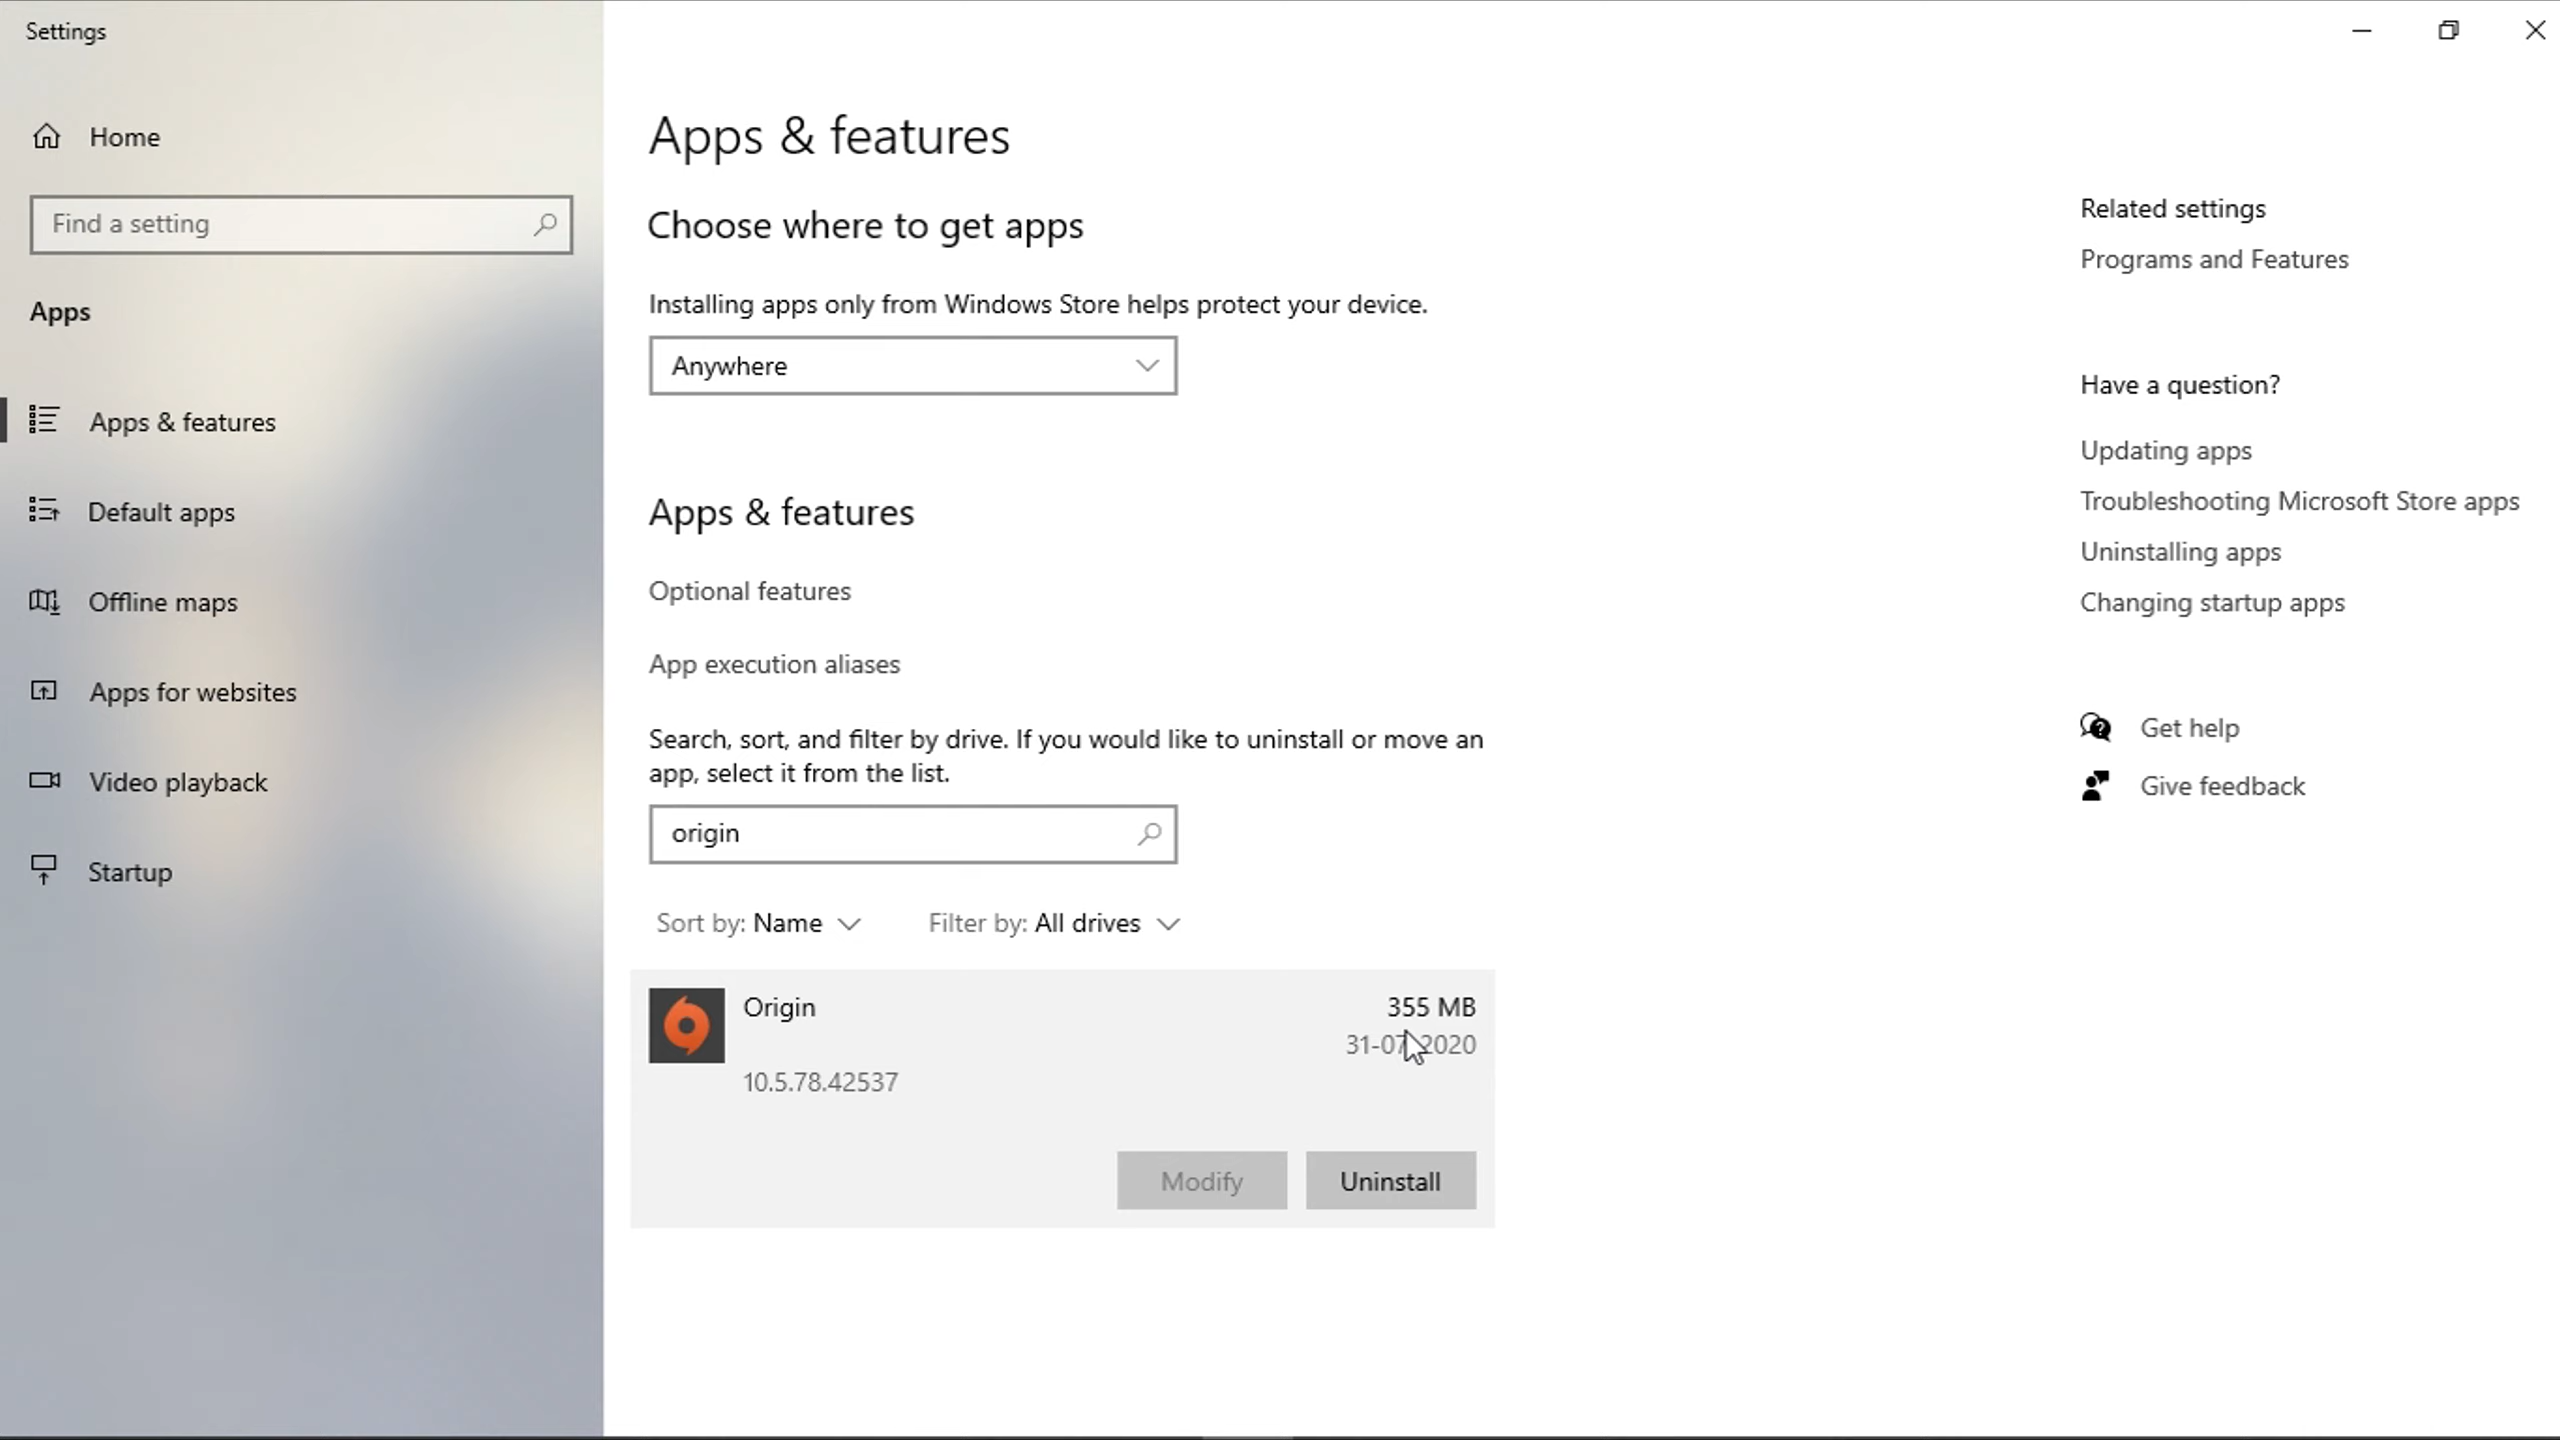 Settings
Home
Find a setting
Apps
Apps & features
Default apps
Offline maps
Apps for websites
Video playback
Startup
Apps & features
Choose where to get apps
Installing apps only from Windows Store helps protect your device.
Anywhere
Apps & features
Optional features
App execution aliases
Search, sort, and filter by drive. If you would like to uninstall or move an
app, select it from the list.
origin
Sort by: Name
Filter by: All drives
Origin
355 MB
31-07-2020
10.5.78.42537
Modify
Uninstall
Related settings
Programs and Features
Have a question?
Updating apps
Troubleshooting Microsoft Store apps
Uninstalling apps
Changing startup apps
Get help
Give feedback